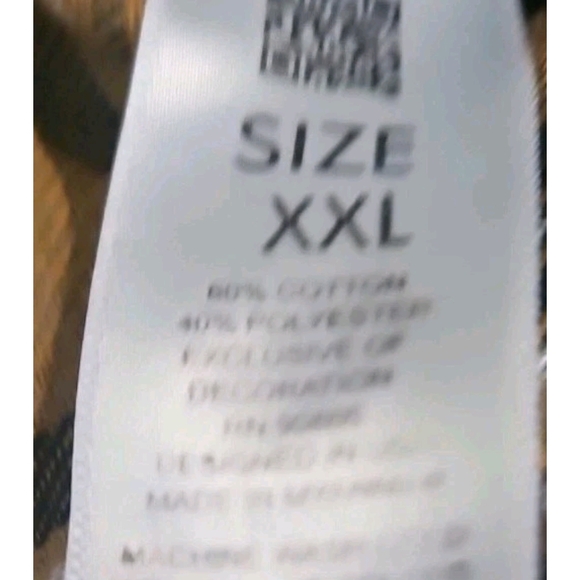 SIZE
XXL
60% COTTON
40% POLYESTER
EXCLUSIVE OF
DECORATION
RN
DESIGNED IN
MADE IN
MACHINE WASH